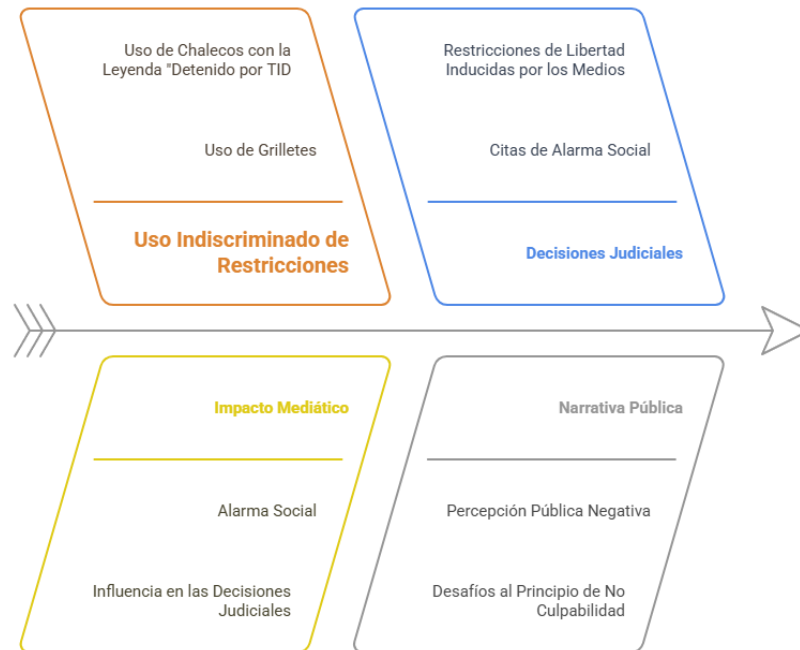 Uso de Chalecos con la
Leyenda "Detenido por TID
Uso de Grilletes
Uso Indiscriminado de
Restricciones
Restricciones de Libertad
Inducidas por los Medios
Citas de Alarma Social
Decisiones Judiciales
Impacto Mediático
Alarma Social
Influencia en las Decisiones
Judiciales
Narrativa Pública
Percepción Pública Negativa
Desafíos al Principio de No
Culpabilidad